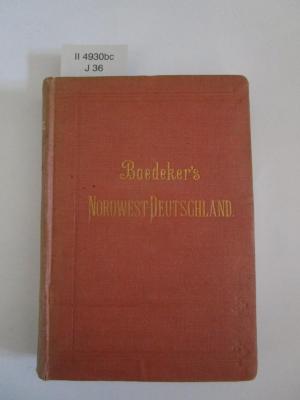 II 4930bc
J 36
Baedeker's
NORDWEST-DEUTSCHLAND.